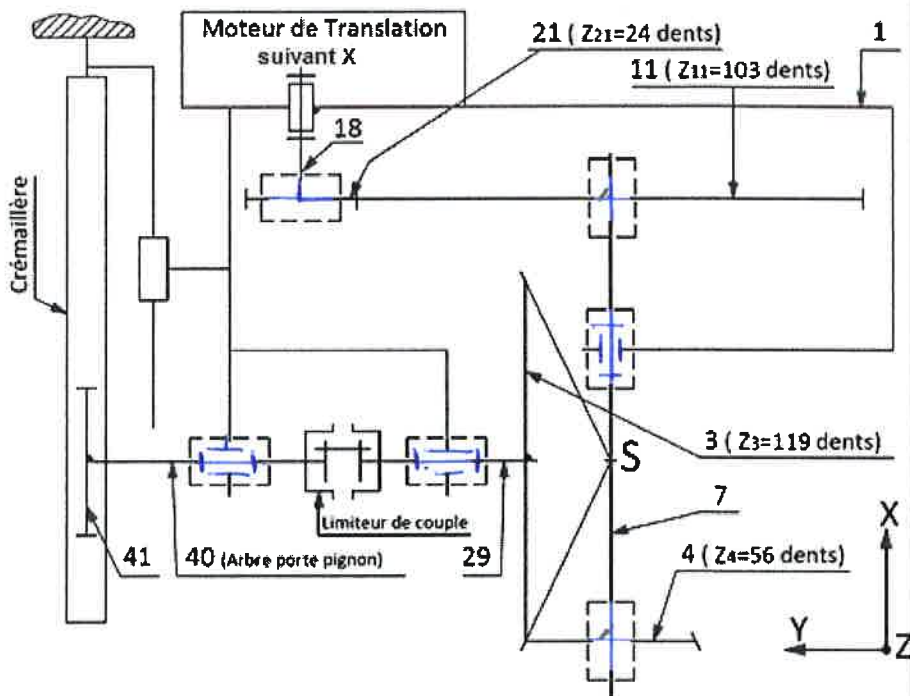 Moteur de Translation
suivant X
21 ( Z21=24 dents)
1
11 ( Z11=103 dents)
18
Crémaillère
S
3 ( Z3=119 dents)
7
Limiteur de couple
41
40 (Arbre porte pignon)
29
4 ( Z4=56 dents)
X
Y
Z